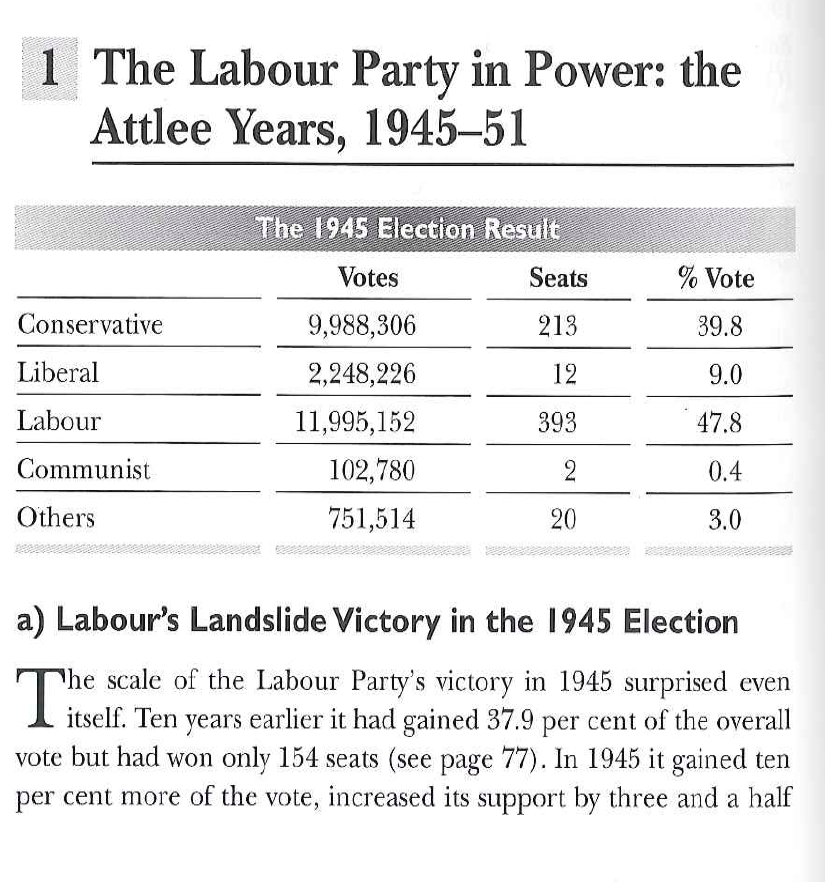 1 The Labour Party in Power: the
Attlee Years, 1945–51
The 1945 Election Result
Votes Seats % Vote
Conservative 9,988,306 213 39.8
Liberal 2,248,226 12 9.0
Labour 11,995,152 393 47.8
Communist 102,780 2 0.4
Others 751,514 20 3.0
a) Labour's Landslide Victory in the 1945 Election
The scale of the Labour Party's victory in 1945 surprised even
itself. Ten years earlier it had gained 37.9 per cent of the overall
vote but had won only 154 seats (see page 77). In 1945 it gained ten
per cent more of the vote, increased its support by three and a half